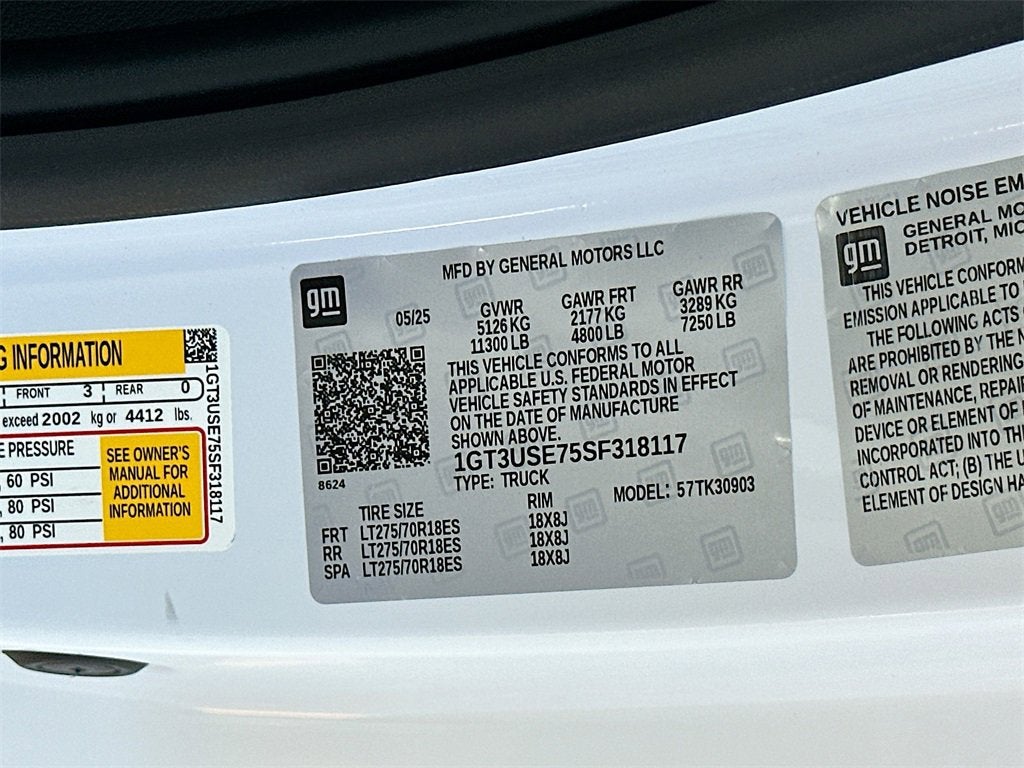 G INFORMATION
FRONT 3 REAR 0
exceed 2002 kg or 4412 lbs.
E PRESSURE
, 60 PSI
, 80 PSI
, 80 PSI
SEE OWNER'S
MANUAL FOR
ADDITIONAL
INFORMATION
1GT3USE75SF318117
gm
MFD BY GENERAL MOTORS LLC
05/25
GVWR
5126 KG
11300 LB
GAWR FRT
2177 KG
4800 LB
GAWR RR
3289 KG
7250 LB
THIS VEHICLE CONFORMS TO ALL
APPLICABLE U.S. FEDERAL MOTOR
VEHICLE SAFETY STANDARDS IN EFFECT
ON THE DATE OF MANUFACTURE
SHOWN ABOVE.
1GT3USE75SF318117
TYPE: TRUCK
MODEL: 57TK30903
8624
TIRE SIZE RIM
FRT LT275/70R18ES 18X8J
RR LT275/70R18ES 18X8J
SPA LT275/70R18ES 18X8J
VEHICLE NOISE EM
gm
GENERAL MO
DETROIT, MIC
THIS VEHICLE CONFORM
EMISSION APPLICABLE TO
THE FOLLOWING ACTS
ARE PROHIBITED BY THE N
REMOVAL OR RENDERING
OF MAINTENANCE, REPAIR
DEVICE OR ELEMENT OF
INCORPORATED INTO TH
CONTROL ACT; (B) THE U
ELEMENT OF DESIGN HA